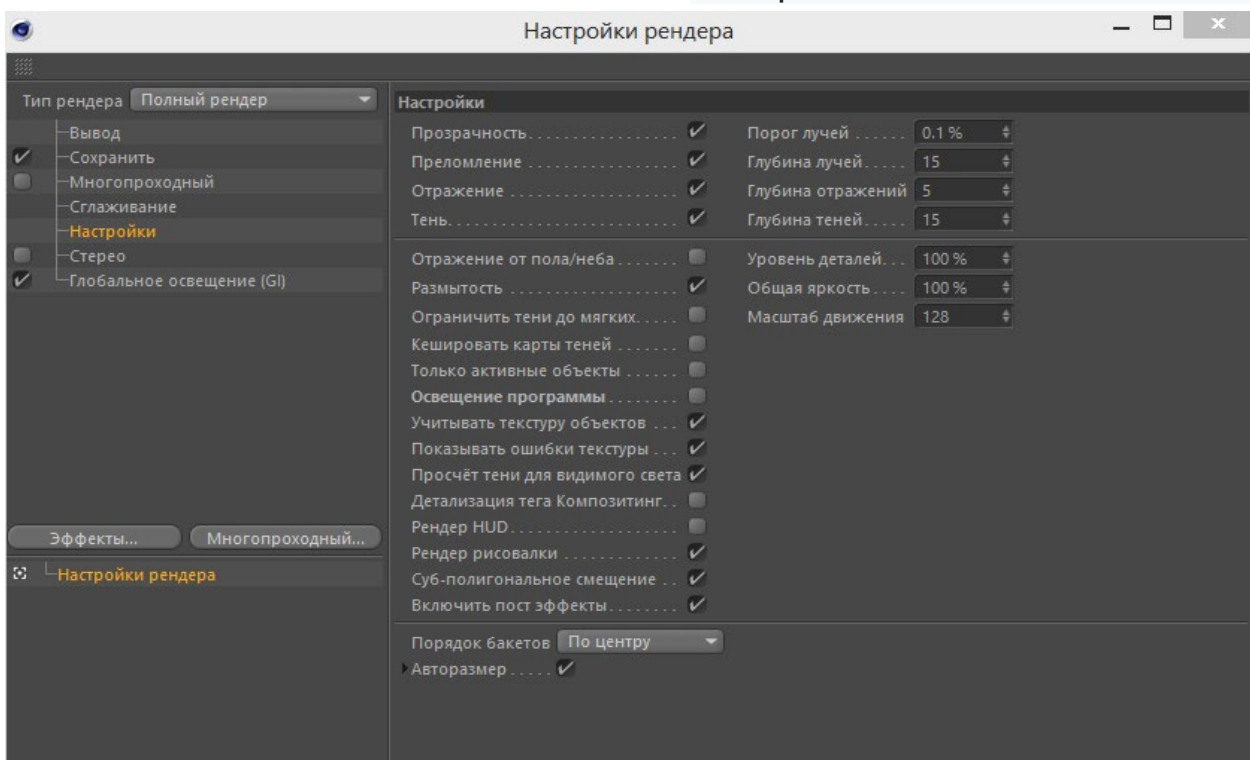 Настройки рендера
Тип рендера Полный рендер
Вывод
Сохранить
Многопроходный
Сглаживание
Настройки
Стерео
Глобальное освещение (GI)
Эффекты... Многопроходный...
Настройки рендера
Настройки
Прозрачность................. Порог лучей ...... 0.1 %
Преломление ................. Глубина лучей..... 15
Отражение ................... Глубина отражений 5
Тень......................... Глубина теней..... 15
Отражение от пола/неба....... Уровень деталей... 100 %
Размытость .................. Общая яркость.... 100 %
Ограничить тени до мягких..... Масштаб движения 128
Кешировать карты теней .......
Только активные объекты ......
Освещение программы........
Учитывать текстуру объектов ...
Показывать ошибки текстуры ...
Просчёт тени для видимого света
Детализация тега Композитинг..
Рендер HUD.................
Рендер рисовалки ............
Суб-полигональное смещение ..
Включить пост эффекты........
Порядок бакетов По центру
Авторазмер .....